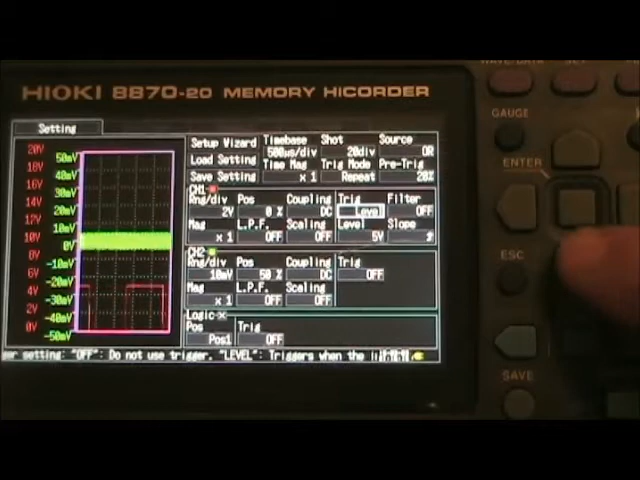 HIOKI 8870-20 MEMORY HiCORDER
Setting
Setup Wizard
Load Setting
Save Setting
Timebase
500µs/div
Time Mag
x 1
Shot
20div
Trig Mode
Repeat
Source
OR
Pre-Trig
20%
20V
18V
16V
14V
12V
10V
8V
6V
4V
2V
0V
50mV
40mV
30mV
20mV
10mV
0V
-10mV
-20mV
-30mV
-40mV
-50mV
CH1
Rng/div
2V
Pos
0 %
Coupling
DC
Trig
Level
Filter
OFF
Mag
x 1
L.P.F.
OFF
Scaling
OFF
Level
5V
Slope
CH2
Rng/div
10mV
Pos
50 %
Coupling
DC
Trig
OFF
Mag
x 1
L.P.F.
OFF
Scaling
OFF
Logic
Pos
Pos1
Trig
OFF
er setting: "OFF": Do not use trigger. "LEVEL": Triggers when the
GAUGE
ENTER
ESC
SAVE